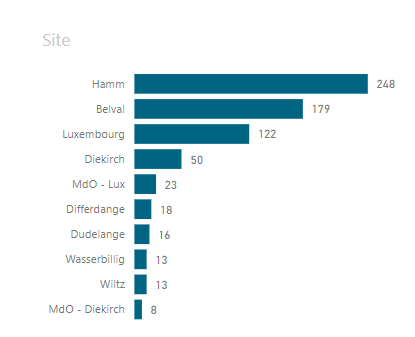 Site
Hamm 248
Belval 179
Luxembourg 122
Diekirch 50
MdO - Lux 23
Differdange 18
Dudelange 16
Wasserbillig 13
Wiltz 13
MdO - Diekirch 8